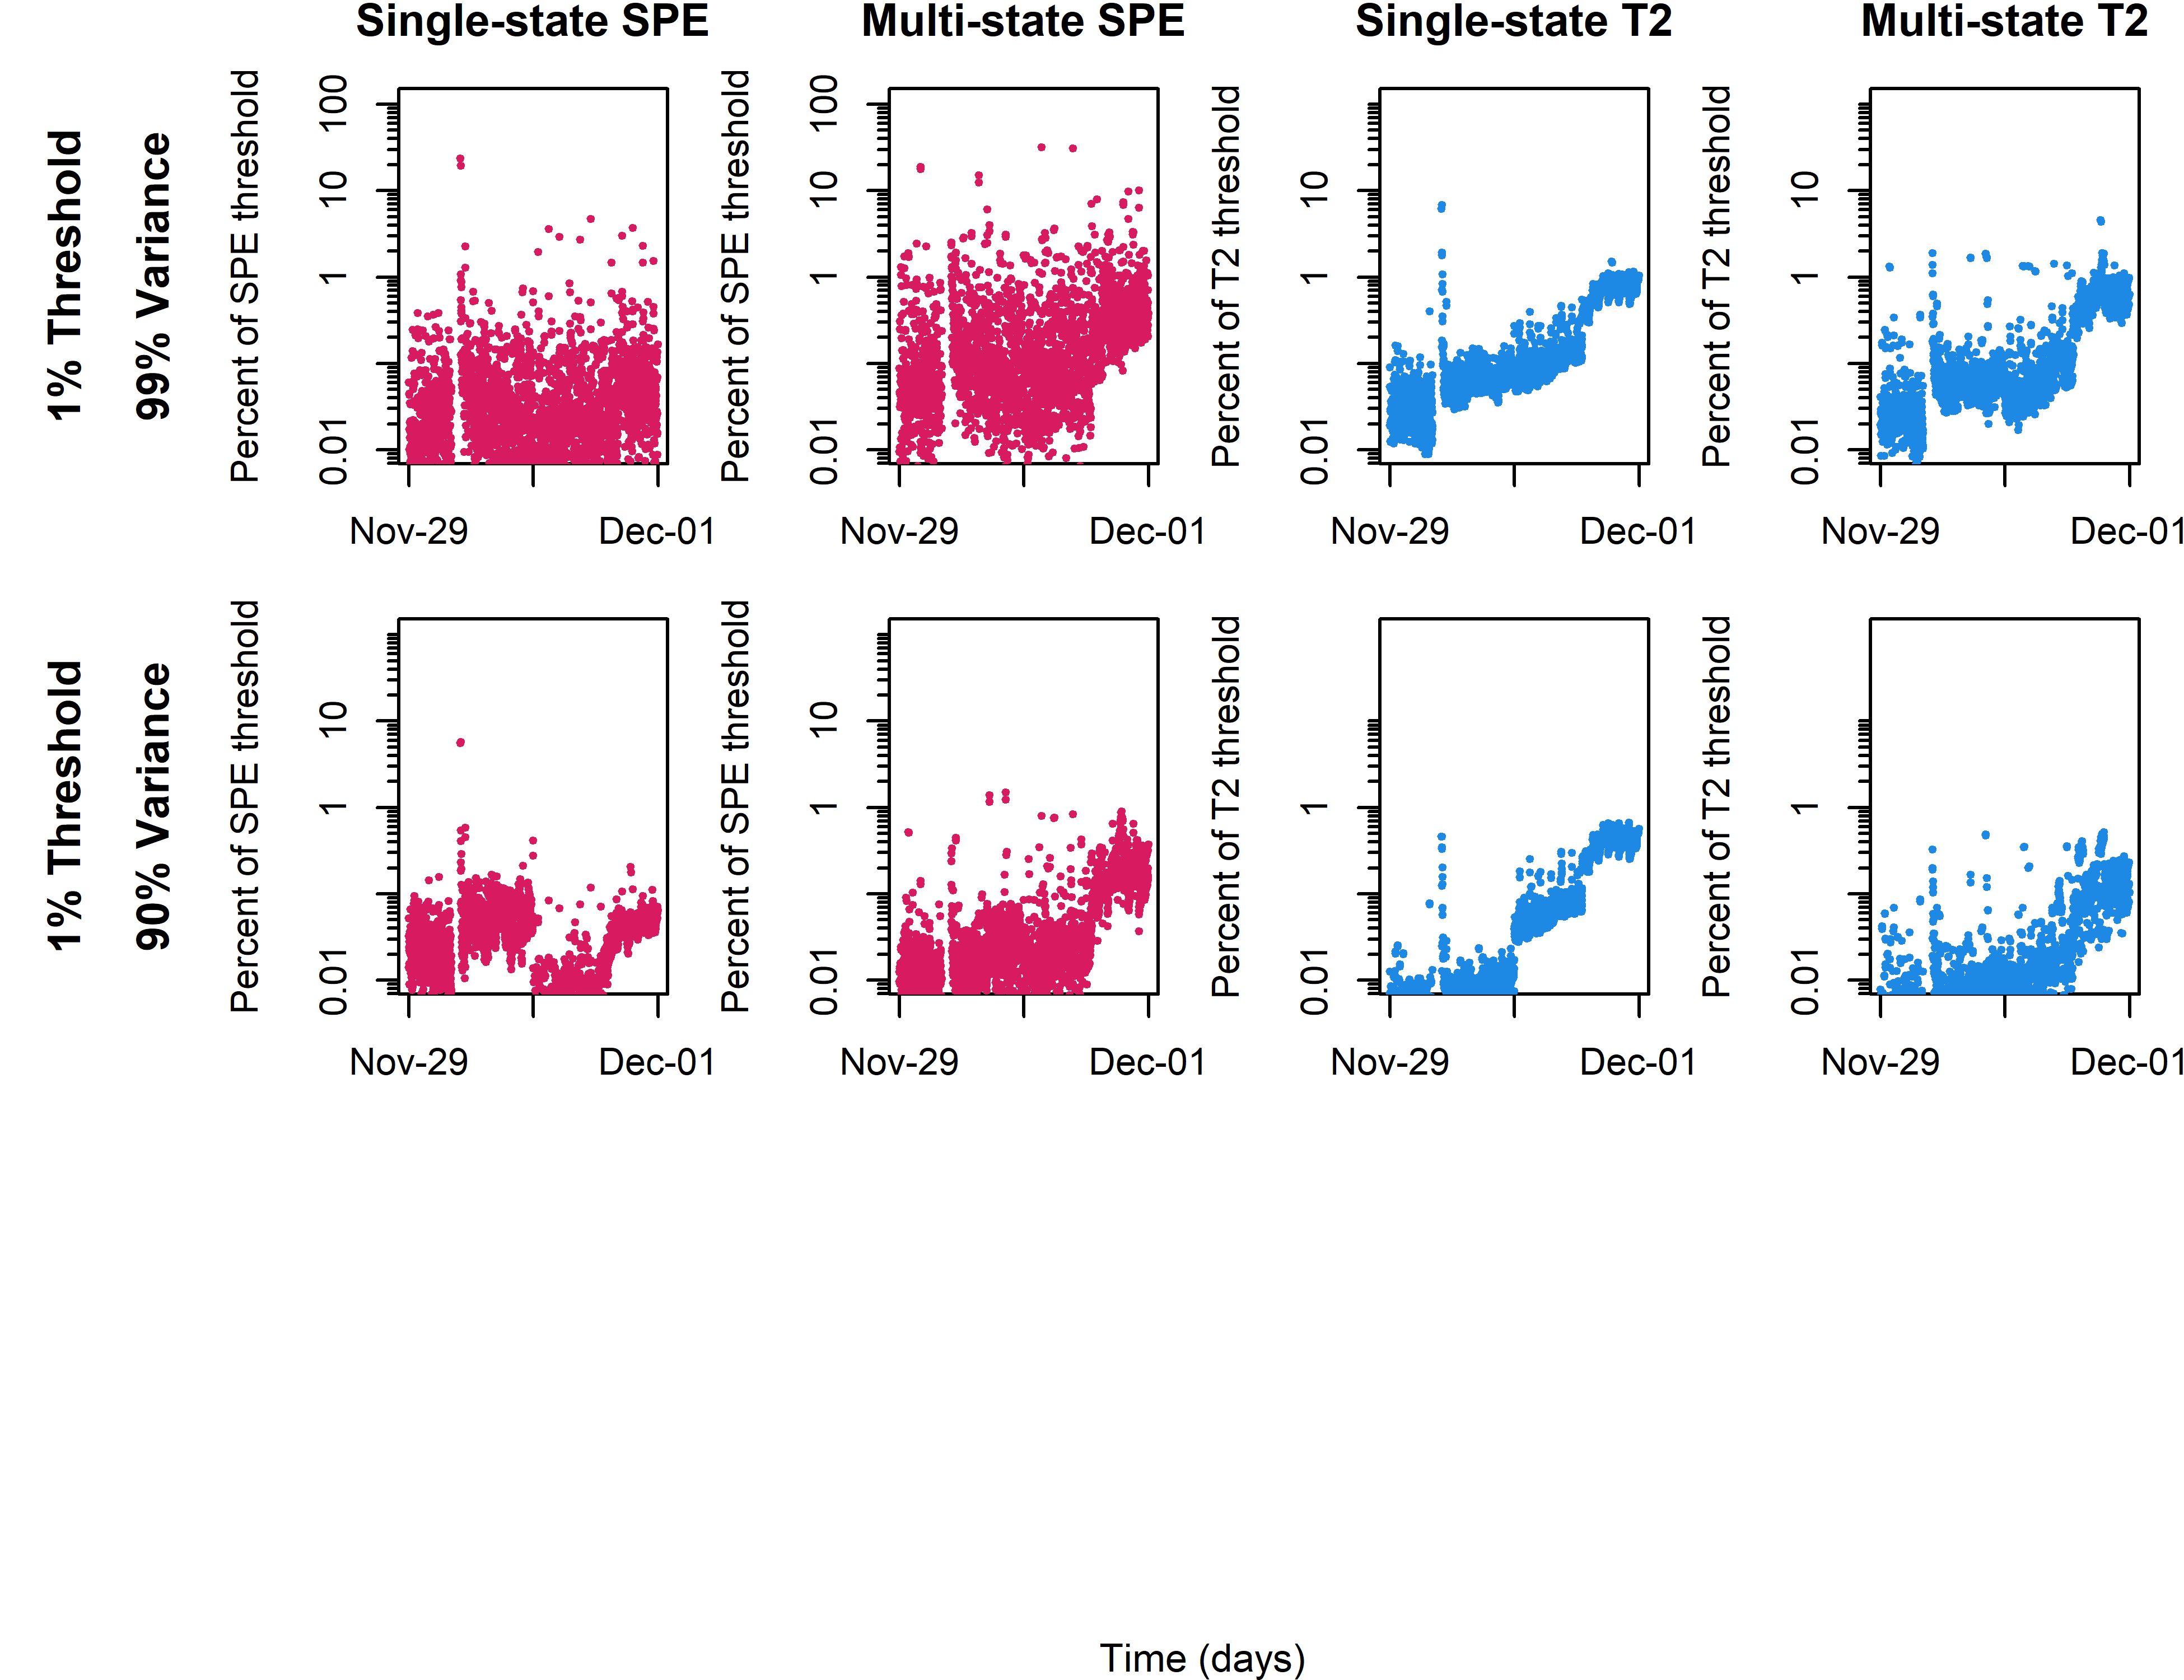 Single-state SPE
Multi-state SPE
Single-state T2
Multi-state T2
1% Threshold
99% Variance
Percent of SPE threshold
100
10
1
0.01
Nov-29
Dec-01
Percent of SPE threshold
100
10
1
0.01
Nov-29
Dec-01
Percent of T2 threshold
10
1
0.01
Nov-29
Dec-01
Percent of T2 threshold
10
1
0.01
Nov-29
Dec-01
1% Threshold
90% Variance
Percent of SPE threshold
10
1
0.01
Nov-29
Dec-01
Percent of SPE threshold
10
1
0.01
Nov-29
Dec-01
Percent of T2 threshold
1
0.01
Nov-29
Dec-01
Percent of T2 threshold
1
0.01
Nov-29
Dec-01
Time (days)